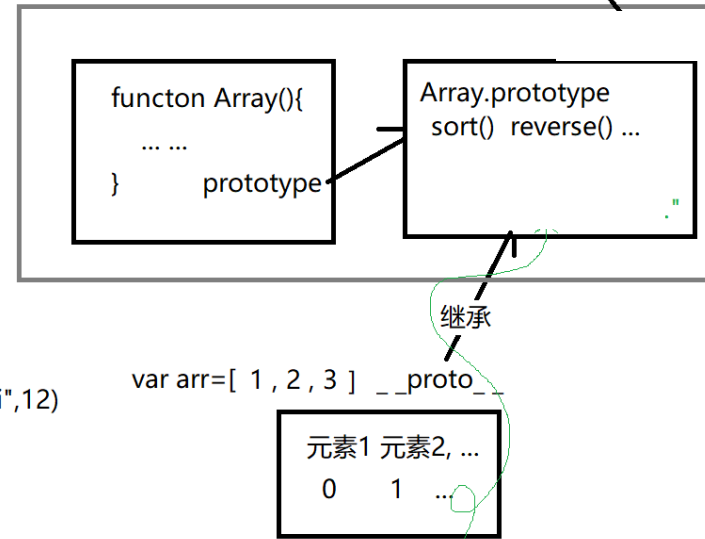 functon Array(){
... ...
} prototype
Array.prototype
sort() reverse() ...
."
继承
var arr=[ 1 , 2 , 3 ] _ _proto_ _
",12)
元素1 元素2, ...
0 1 ...